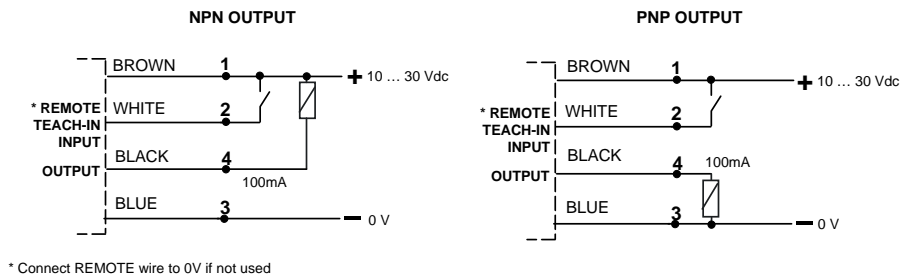 NPN OUTPUT
BROWN
1
+ 10 … 30 Vdc
* REMOTE
TEACH-IN
INPUT
WHITE
2
BLACK
4
OUTPUT
100mA
BLUE
3
– 0 V
PNP OUTPUT
BROWN
1
+ 10 … 30 Vdc
* REMOTE
TEACH-IN
INPUT
WHITE
2
BLACK
4
100mA
OUTPUT
BLUE
3
– 0 V
* Connect REMOTE wire to 0V if not used